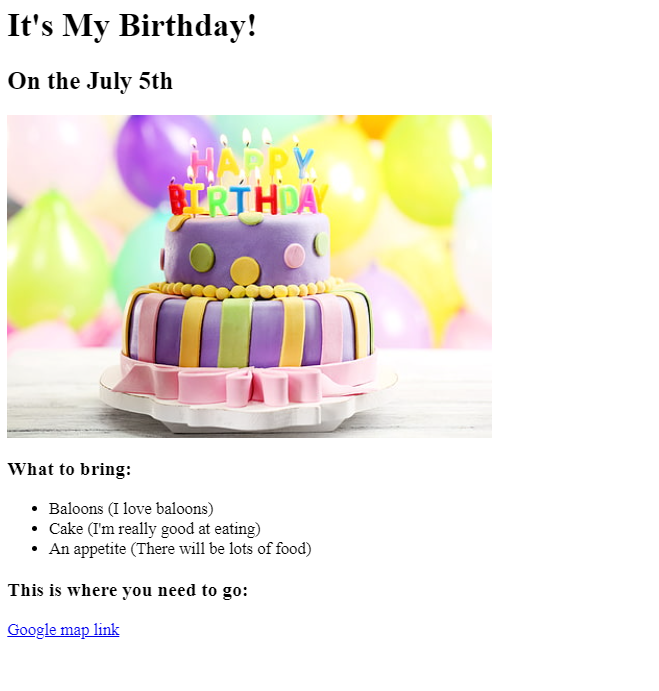 It's My Birthday!
On the July 5th
HAPPY
BIRTHDAY
What to bring:
Baloons (I love baloons)
Cake (I'm really good at eating)
An appetite (There will be lots of food)
This is where you need to go:
Google map link